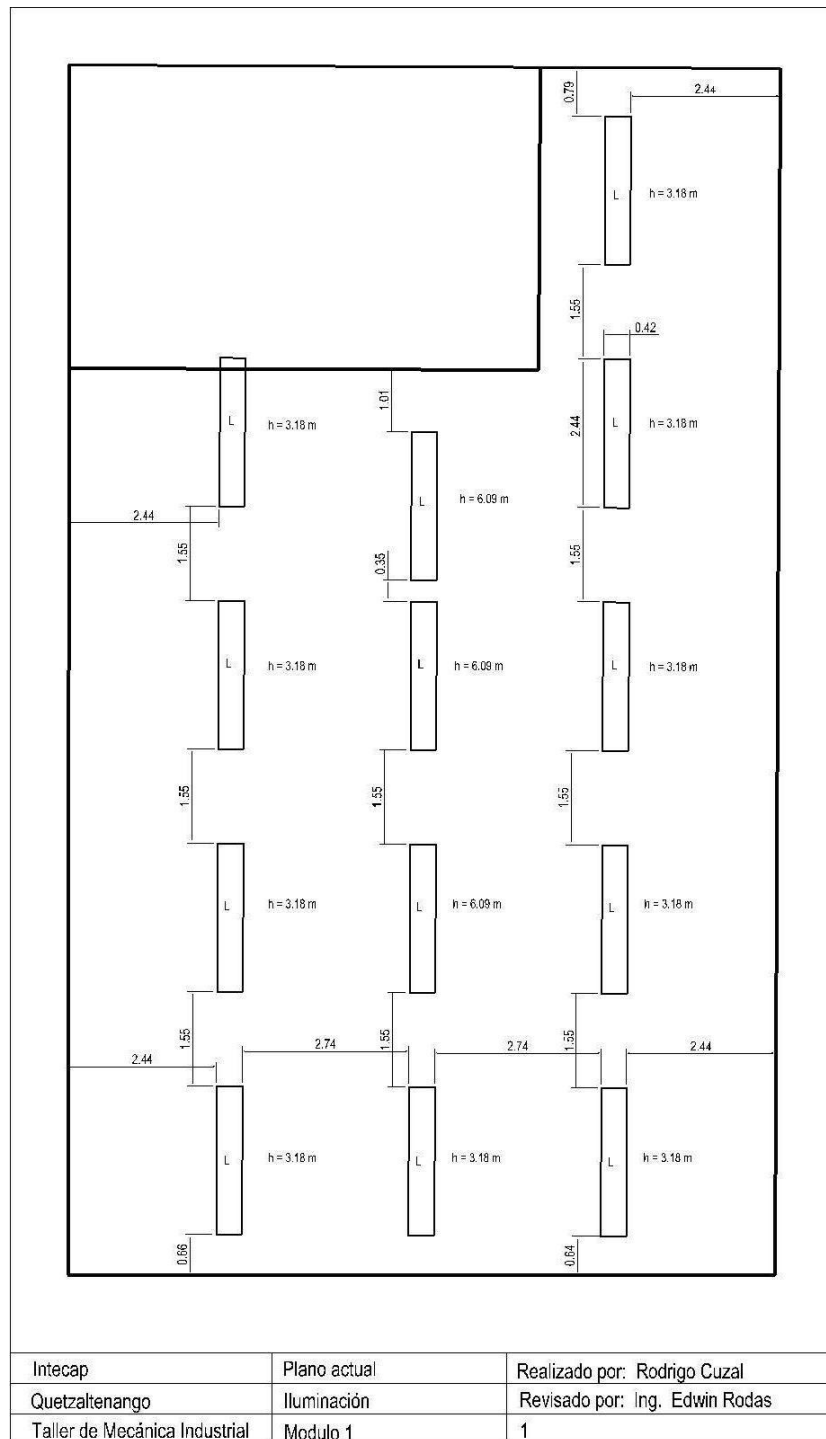 0.79
2.44
L h = 3.18 m
1.55
0.42
1.01
2.44
L h = 3.18 m
L h = 3.18 m
L h = 6.09 m
2.44
1.55
0.35
1.55
L h = 3.18 m
L h = 6.09 m
L h = 3.18 m
1.55
1.55
1.55
L h = 3.18 m
L h = 6.09 m
L h = 3.18 m
1.55
1.55
1.55
2.44
2.74
2.74
2.44
L h = 3.18 m
L h = 3.18 m
L h = 3.18 m
0.66
0.64
Intecap Plano actual Realizado por: Rodrigo Cuzal
Quetzaltenango Iluminación Revisado por: Ing. Edwin Rodas
Taller de Mecánica Industrial Modulo 1 1